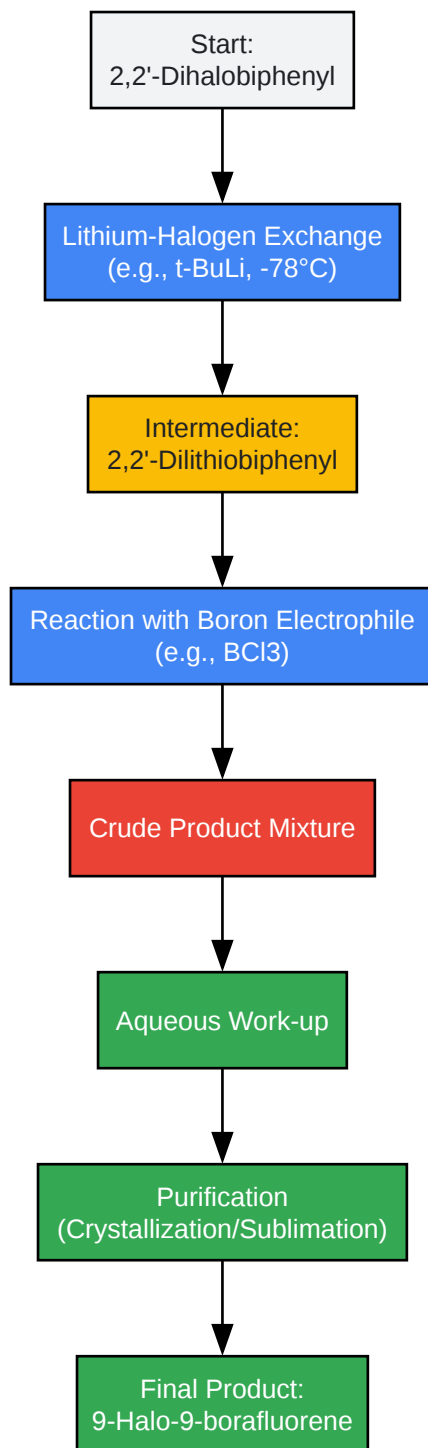 Start:
2,2'-Dihalobiphenyl
Lithium-Halogen Exchange
(e.g., t-BuLi, -78°C)
Intermediate:
2,2'-Dilithiobiphenyl
Reaction with Boron Electrophile
(e.g., BCl3)
Crude Product Mixture
Aqueous Work-up
Purification
(Crystallization/Sublimation)
Final Product:
9-Halo-9-borafluorene